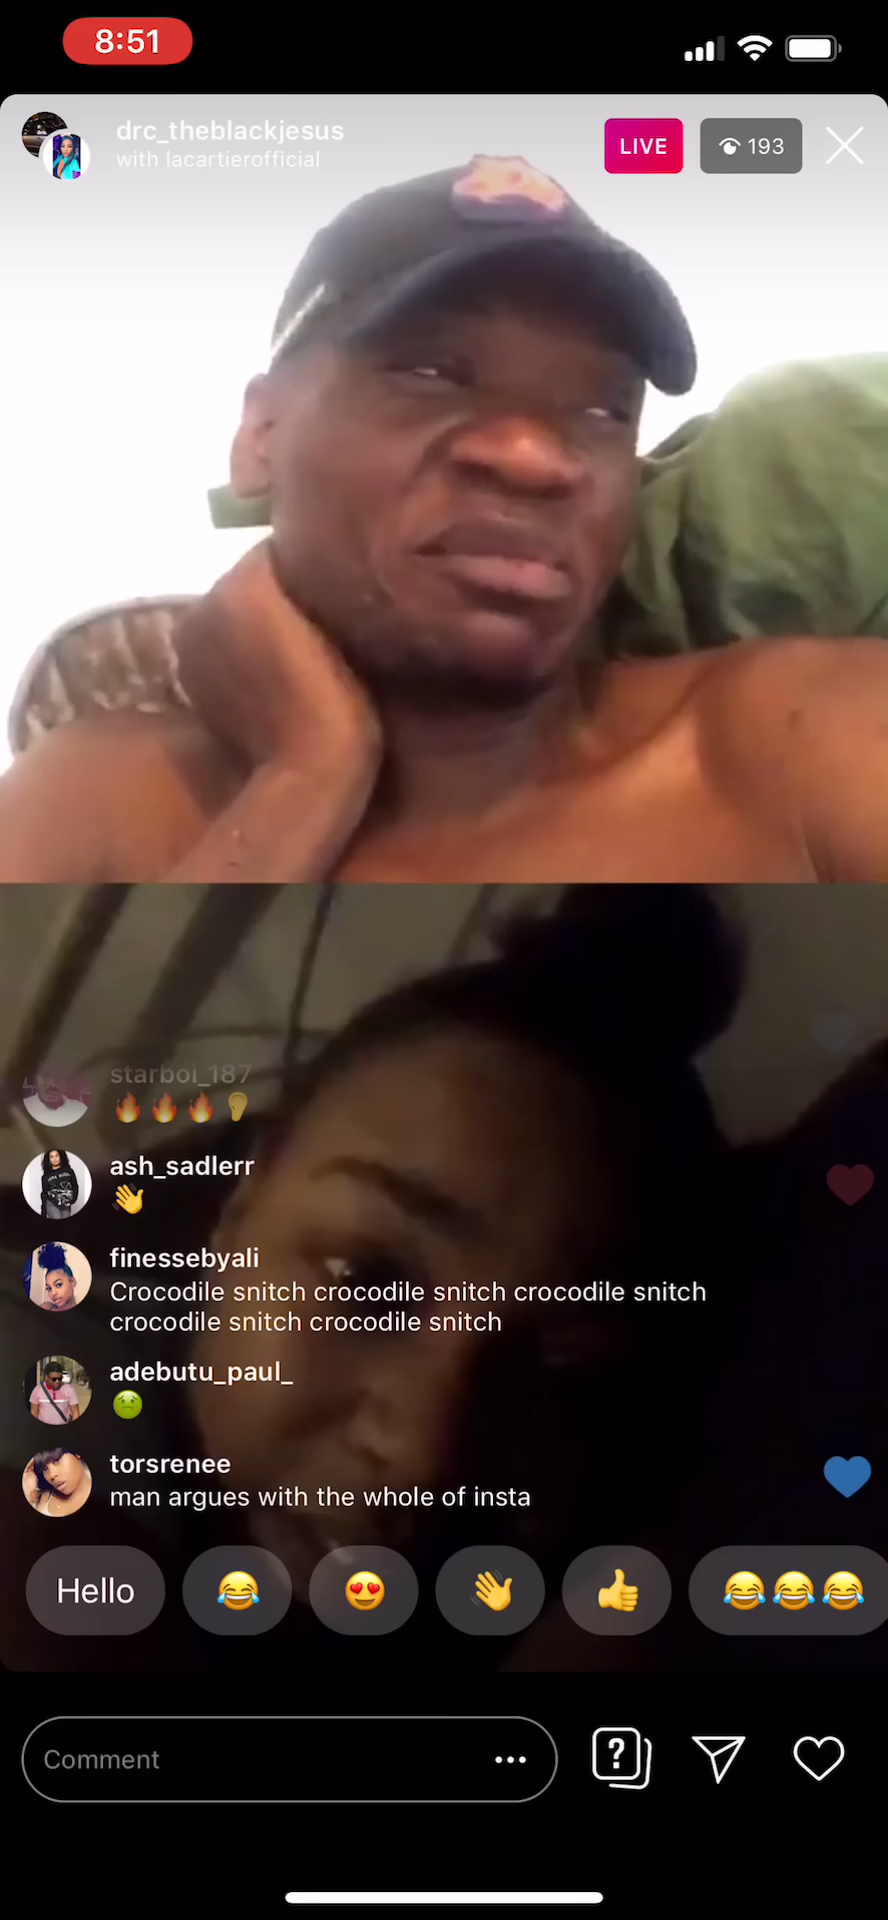 8:51
drc_theblackjesus
with lacartierofficial
LIVE
193
starboi_187
🔥🔥🔥👂
ash_sadlerr
👋
finessebyali
Crocodile snitch crocodile snitch crocodile snitch
crocodile snitch crocodile snitch
adebutu_paul_
🤢
torsrenee
man argues with the whole of insta
Hello
😂
😍
👋
👍
😂😂😂
Comment